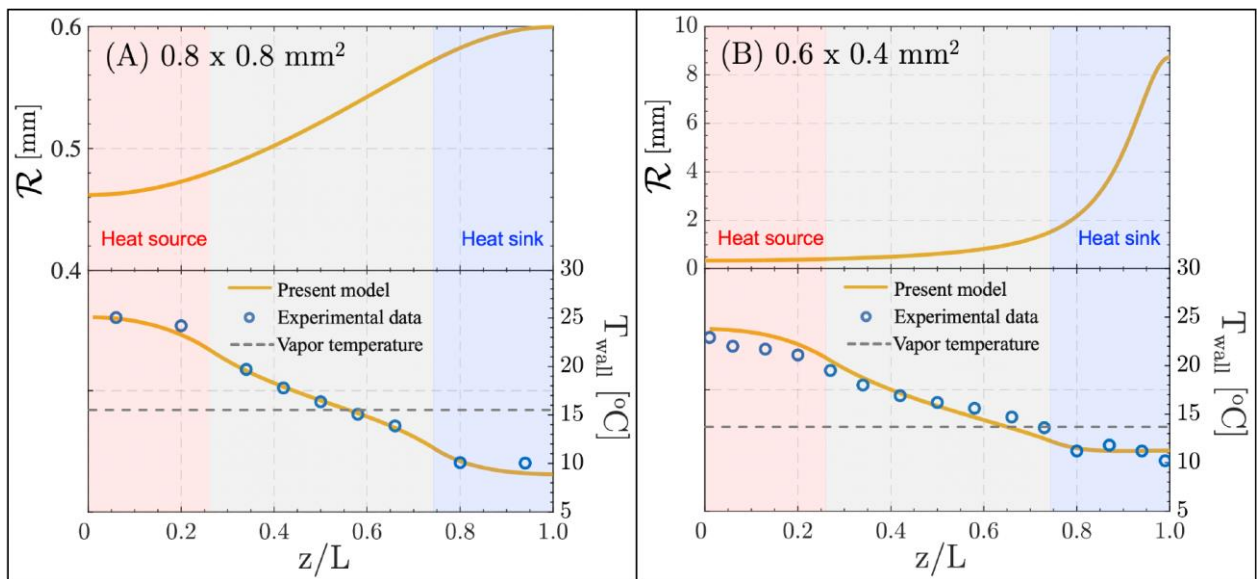 (A) 0.8 x 0.8 mm²
0.6
0.5
0.4
R [mm]
Heat source
Heat sink
30
25
20
15
10
5
T_wall [°C]
Present model
Experimental data
Vapor temperature
0 0.2 0.4 0.6 0.8 1.0
z/L
(B) 0.6 x 0.4 mm²
10
8
6
4
2
0
R [mm]
Heat source
Heat sink
30
25
20
15
10
5
T_wall [°C]
Present model
Experimental data
Vapor temperature
0 0.2 0.4 0.6 0.8 1.0
z/L